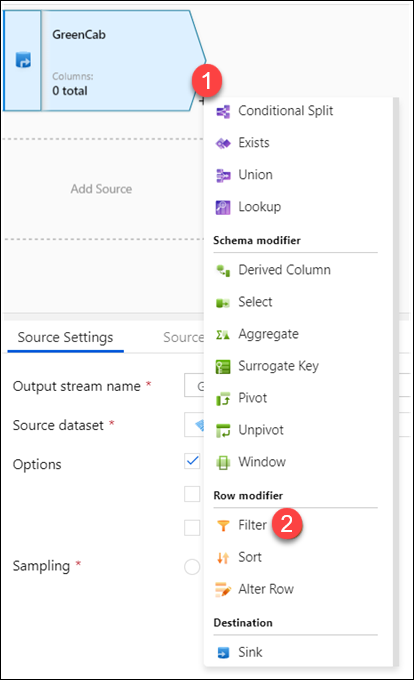 GreenCab
Columns:
0 total
1
+
Conditional Split
Exists
Union
Lookup
Add Source
Schema modifier
Derived Column
Select
Aggregate
Surrogate Key
Pivot
Unpivot
Window
Row modifier
Filter 2
Sort
Alter Row
Destination
Sink
Source Settings
Source
Output stream name *
G
Source dataset *
Options
Sampling *